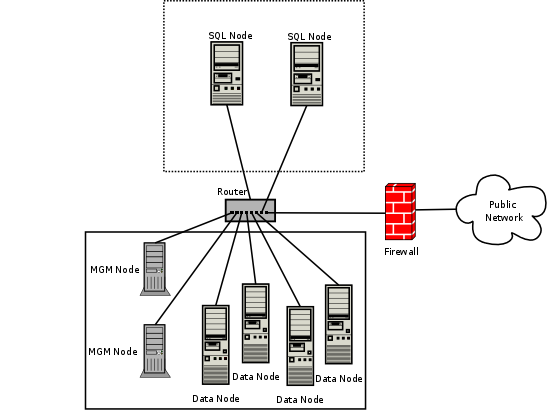 SQL Node
SQL Node
Router
Public
Network
Firewall
MGM Node
MGM Node
Data Node
Data Node
Data Node
Data Node